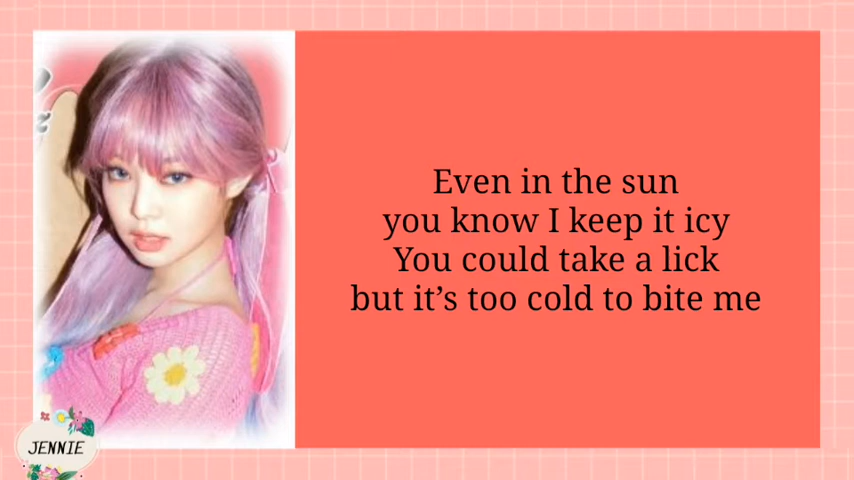 Even in the sun
you know I keep it icy
You could take a lick
but it’s too cold to bite me
JENNIE